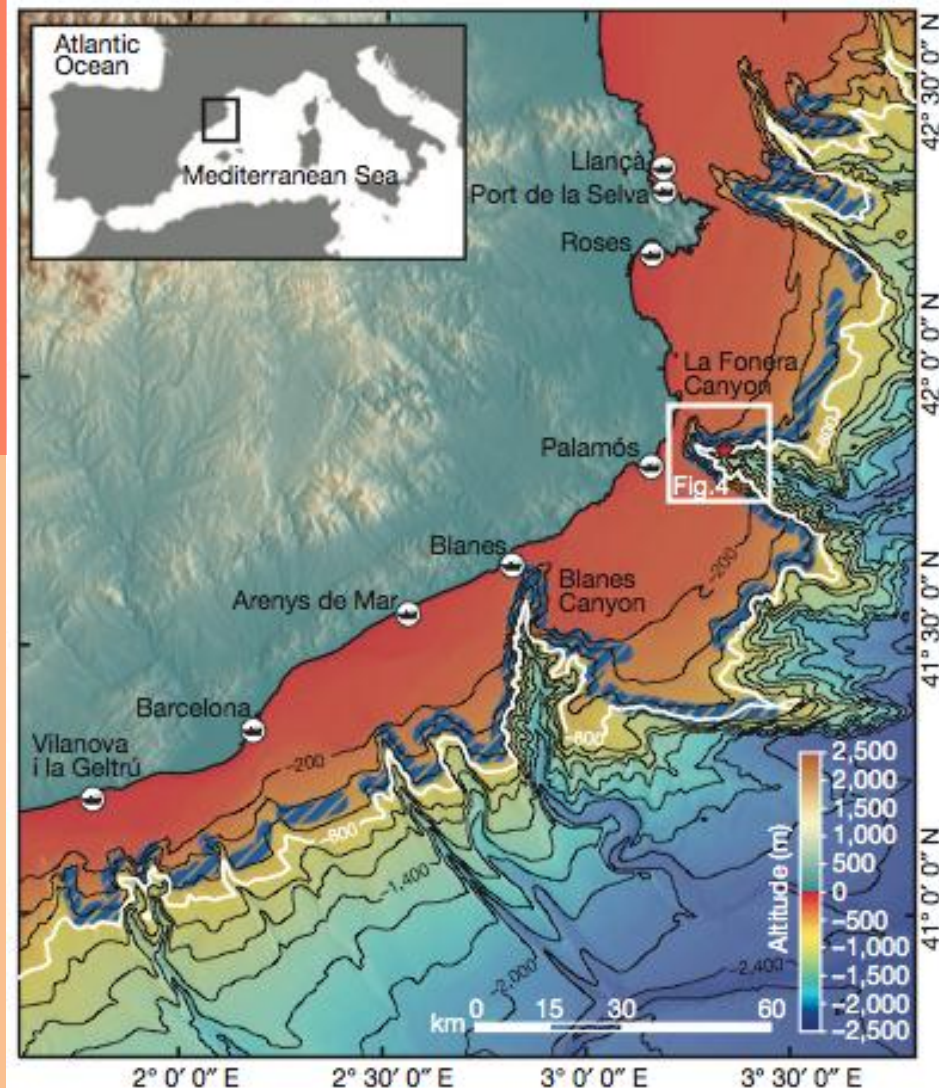 Atlantic
Ocean
Mediterranean Sea
Llançà
Port de la Selva
Roses
La Fonera
Canyon
-800
Palamós
Fig.4
Blanes
Blanes
Canyon
-200
Arenys de Mar
Barcelona
Vilanova
i la Geltrú
-200
-800
-800
-1,400
-2,000
-2,400
Altitude (m)
2,500
2,000
1,500
1,000
500
0
-500
-1,000
-1,500
-2,000
-2,500
km
0 15 30 60
42° 30′ 0″ N
42° 0′ 0″ N
41° 30′ 0″ N
41° 0′ 0″ N
2° 0′ 0″ E 2° 30′ 0″ E 3° 0′ 0″ E 3° 30′ 0″ E